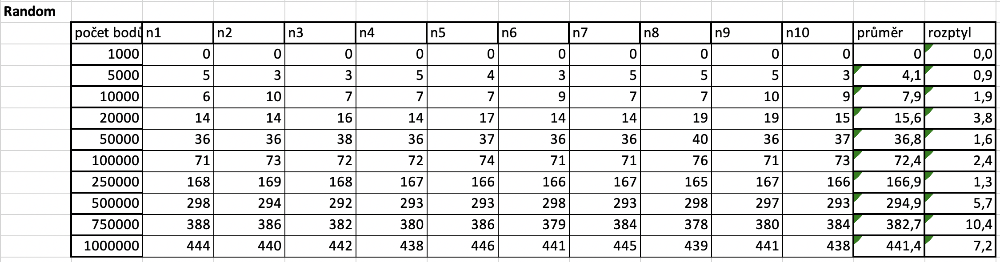 Random
počet bodů n1 n2 n3 n4 n5 n6 n7 n8 n9 n10 průměr rozptyl
1000 0 0 0 0 0 0 0 0 0 0 0 0,0
5000 5 3 3 5 4 3 5 5 5 3 4,1 0,9
10000 6 10 7 7 7 9 7 7 10 9 7,9 1,9
20000 14 14 16 14 17 14 14 19 19 15 15,6 3,8
50000 36 36 38 36 37 36 36 40 36 37 36,8 1,6
100000 71 73 72 72 74 71 71 76 71 73 72,4 2,4
250000 168 169 168 167 166 166 167 165 167 166 166,9 1,3
500000 298 294 292 293 293 298 293 298 297 293 294,9 5,7
750000 388 386 382 380 386 379 384 378 380 384 382,7 10,4
1000000 444 440 442 438 446 441 445 439 441 438 441,4 7,2